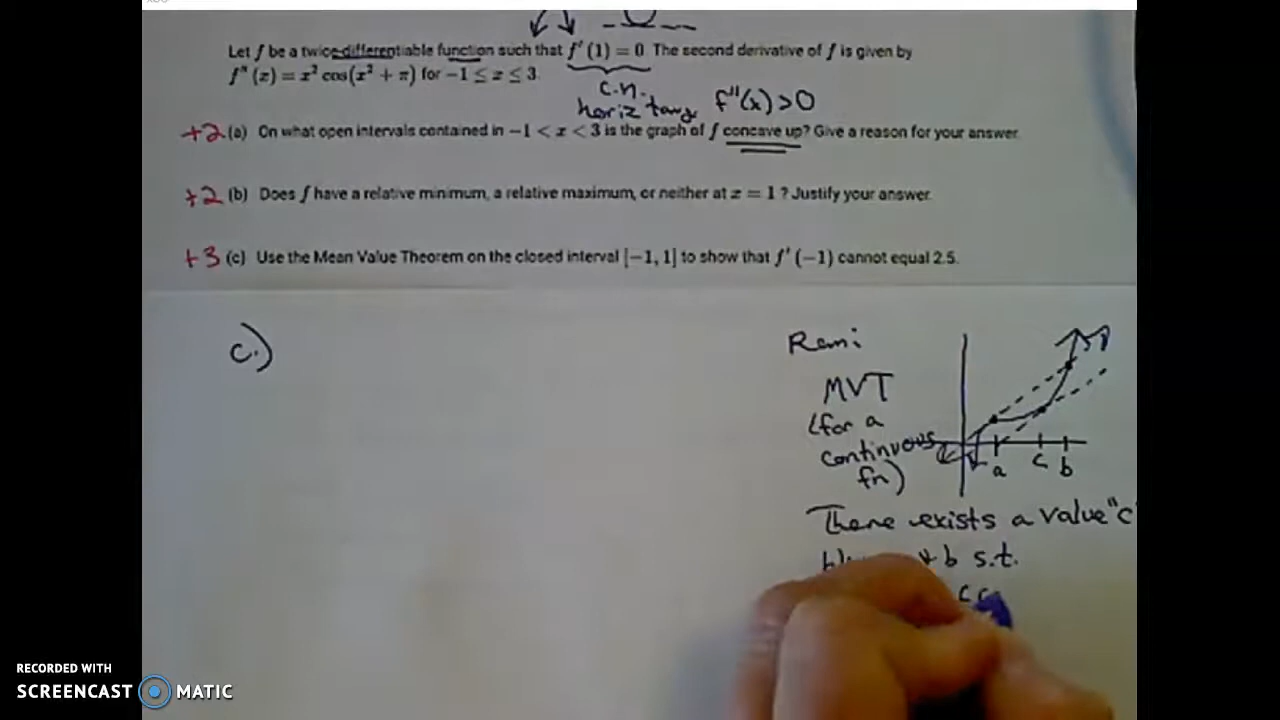 Let f be a twice-differentiable function such that f′(1) = 0. The second derivative of f is given by
f″(x) = x² cos(x² + π) for −1 ≤ x ≤ 3.
c.n.
horiz tang
f″(x) > 0
+2 (a) On what open intervals contained in −1 < x < 3 is the graph of f concave up? Give a reason for your answer.
+2 (b) Does f have a relative minimum, a relative maximum, or neither at x = 1? Justify your answer.
+3 (c) Use the Mean Value Theorem on the closed interval [−1, 1] to show that f′(−1) cannot equal 2.5.
c.)
Rem:
MVT
(for a
continuous
fn)
a c b
There exists a value "c"
b s.t.
RECORDED WITH
SCREENCAST MATIC